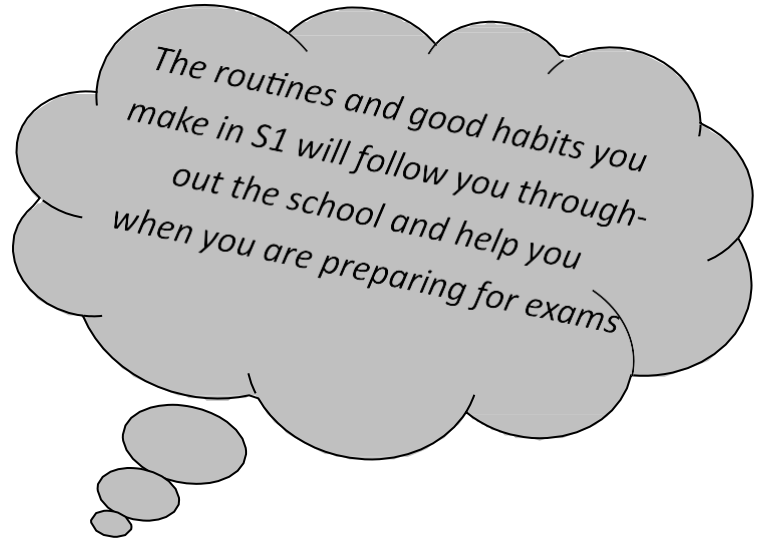 The routines and good habits you
make in S1 will follow you through-
out the school and help you
when you are preparing for exams